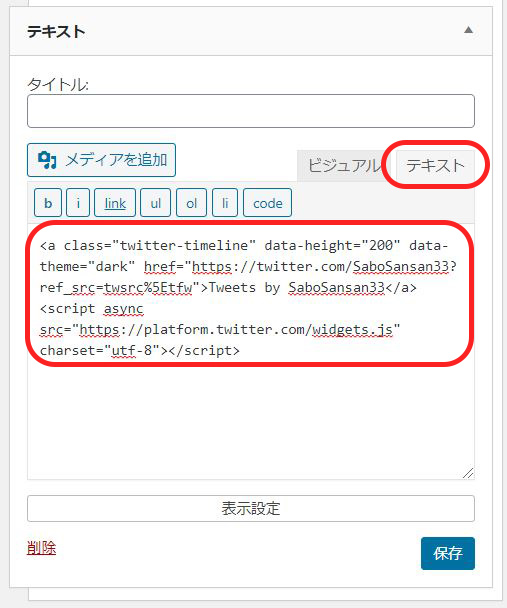 テキスト
タイトル:
メディアを追加
ビジュアル テキスト
b i link ul ol li code
<a class="twitter-timeline" data-height="200" data-
theme="dark" href="https://twitter.com/SaboSansan33?
ref_src=twsrc%5Etfw">Tweets by SaboSansan33</a>
<script async
src="https://platform.twitter.com/widgets.js"
charset="utf-8"></script>
表示設定
削除 保存